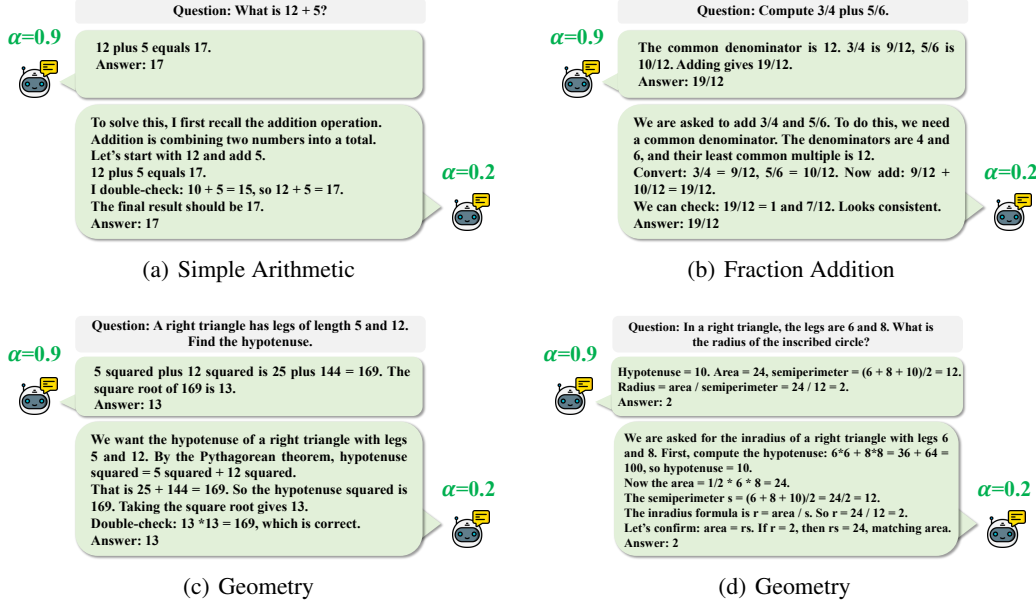 Question: What is 12 + 5?
α=0.9
12 plus 5 equals 17.
Answer: 17
To solve this, I first recall the addition operation.
Addition is combining two numbers into a total.
Let's start with 12 and add 5.
12 plus 5 equals 17.
I double-check: 10 + 5 = 15, so 12 + 5 = 17.
The final result should be 17.
Answer: 17
α=0.2
(a) Simple Arithmetic
Question: Compute 3/4 plus 5/6.
α=0.9
The common denominator is 12. 3/4 is 9/12, 5/6 is
10/12. Adding gives 19/12.
Answer: 19/12
We are asked to add 3/4 and 5/6. To do this, we need
a common denominator. The denominators are 4 and
6, and their least common multiple is 12.
Convert: 3/4 = 9/12, 5/6 = 10/12. Now add: 9/12 +
10/12 = 19/12.
We can check: 19/12 = 1 and 7/12. Looks consistent.
Answer: 19/12
α=0.2
(b) Fraction Addition
Question: A right triangle has legs of length 5 and 12.
Find the hypotenuse.
α=0.9
5 squared plus 12 squared is 25 plus 144 = 169. The
square root of 169 is 13.
Answer: 13
We want the hypotenuse of a right triangle with legs
5 and 12. By the Pythagorean theorem, hypotenuse
squared = 5 squared + 12 squared.
That is 25 + 144 = 169. So the hypotenuse squared is
169. Taking the square root gives 13.
Double-check: 13 *13 = 169, which is correct.
Answer: 13
α=0.2
(c) Geometry
Question: In a right triangle, the legs are 6 and 8. What is
the radius of the inscribed circle?
α=0.9
Hypotenuse = 10. Area = 24, semiperimeter = (6 + 8 + 10)/2 = 12.
Radius = area / semiperimeter = 24 / 12 = 2.
Answer: 2
We are asked for the inradius of a right triangle with legs 6
and 8. First, compute the hypotenuse: 6*6 + 8*8 = 36 + 64 =
100, so hypotenuse = 10.
Now the area = 1/2 * 6 * 8 = 24.
The semiperimeter s = (6 + 8 + 10)/2 = 24/2 = 12.
The inradius formula is r = area / s. So r = 24 / 12 = 2.
Let's confirm: area = rs. If r = 2, then rs = 24, matching area.
Answer: 2
α=0.2
(d) Geometry